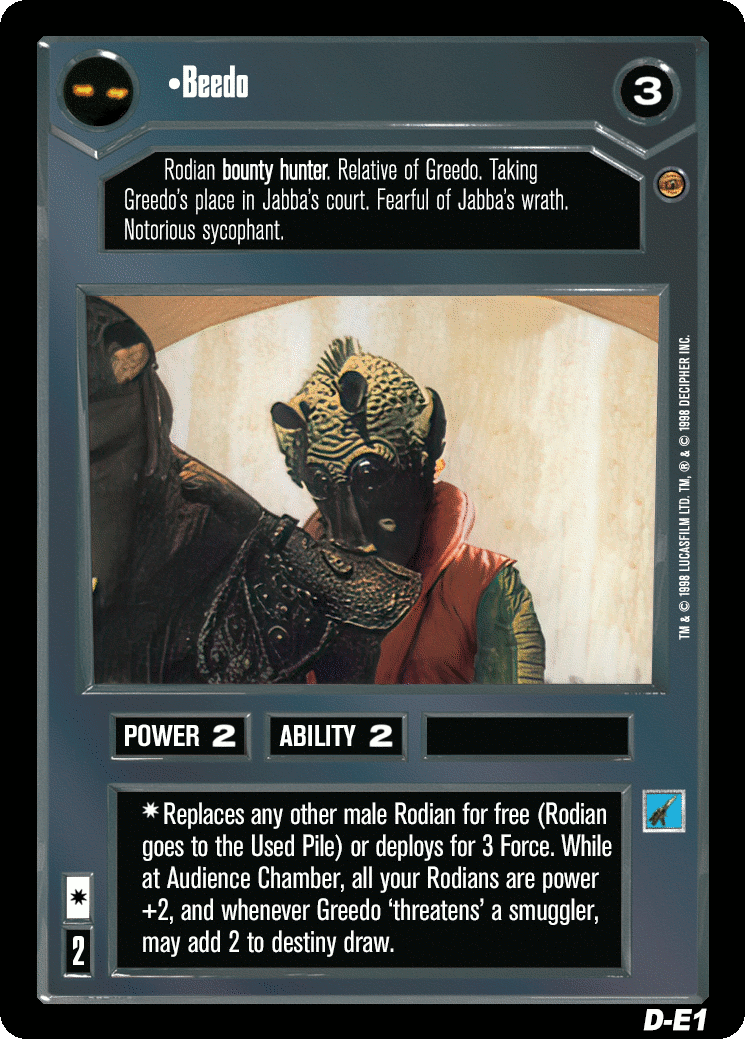 •Beedo
3
Rodian bounty hunter. Relative of Greedo. Taking
Greedo's place in Jabba's court. Fearful of Jabba's wrath.
Notorious sycophant.
TM & © 1998 LUCASFILM LTD. TM, ® & © 1998 DECIPHER INC.
POWER 2
ABILITY 2
✷Replaces any other male Rodian for free (Rodian
goes to the Used Pile) or deploys for 3 Force. While
at Audience Chamber, all your Rodians are power
+2, and whenever Greedo ‘threatens’ a smuggler,
may add 2 to destiny draw.
✷
2
D-E1